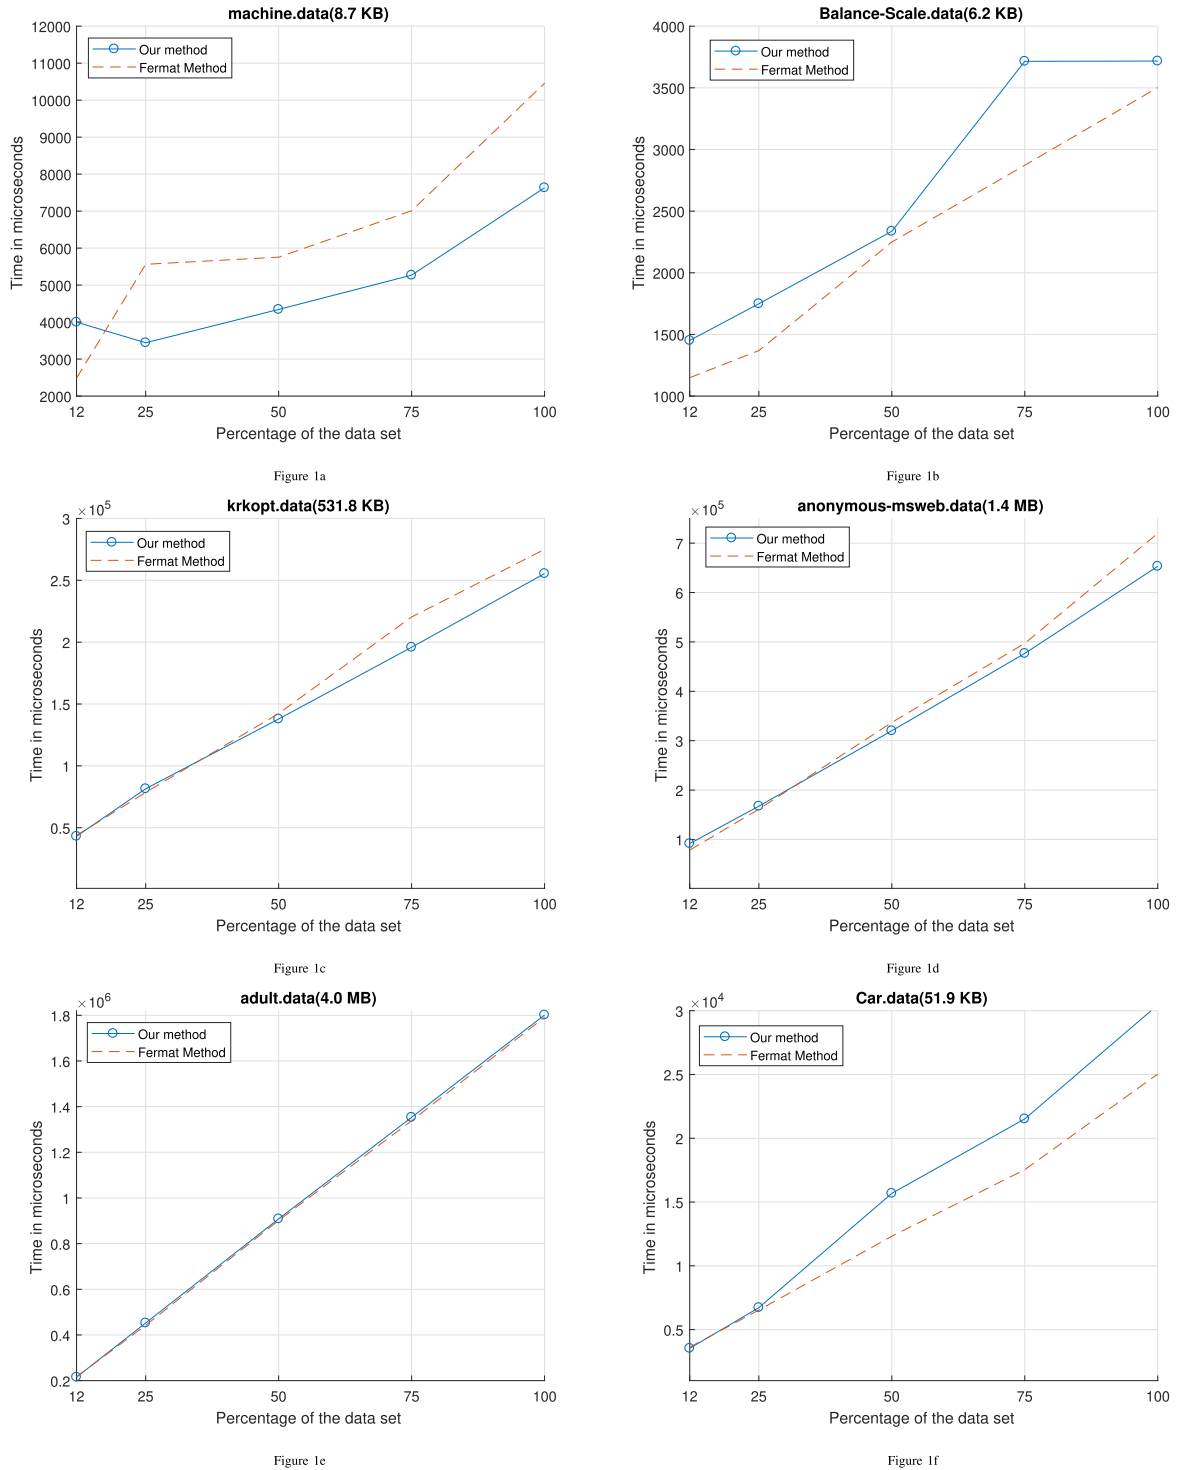 machine.data(8.7 KB)
12000
11000
10000
9000
8000
7000
6000
5000
4000
3000
2000
Time in microseconds
Our method
Fermat Method
12 25 50 75 100
Percentage of the data set
Figure 1a
Balance-Scale.data(6.2 KB)
4000
3500
3000
2500
2000
1500
1000
Time in microseconds
Our method
Fermat Method
12 25 50 75 100
Percentage of the data set
Figure 1b
krkopt.data(531.8 KB)
×10^5
3
2.5
2
1.5
1
0.5
Time in microseconds
Our method
Fermat Method
12 25 50 75 100
Percentage of the data set
Figure 1c
anonymous-msweb.data(1.4 MB)
×10^5
7
6
5
4
3
2
1
Time in microseconds
Our method
Fermat Method
12 25 50 75 100
Percentage of the data set
Figure 1d
adult.data(4.0 MB)
×10^6
1.8
1.6
1.4
1.2
1
0.8
0.6
0.4
0.2
Time in microseconds
Our method
Fermat Method
12 25 50 75 100
Percentage of the data set
Figure 1e
Car.data(51.9 KB)
×10^4
3
2.5
2
1.5
1
0.5
Time in microseconds
Our method
Fermat Method
12 25 50 75 100
Percentage of the data set
Figure 1f